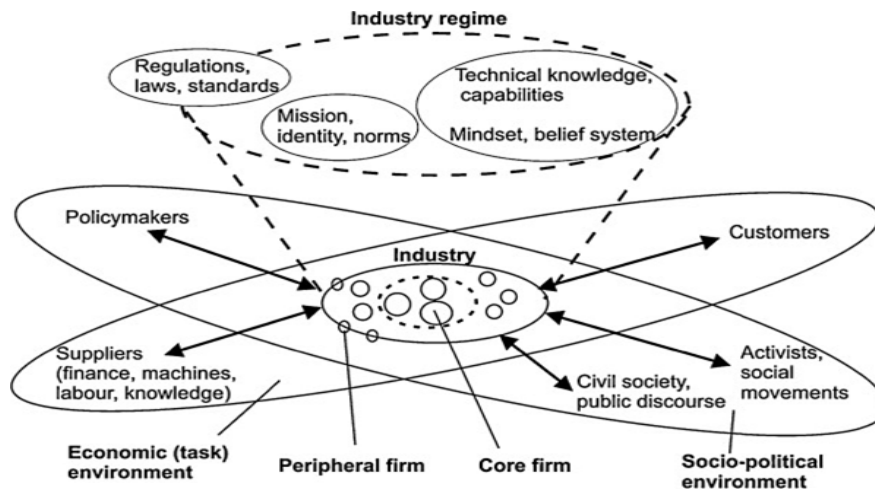 Industry regime
Regulations,
laws, standards
Technical knowledge,
capabilities
Mission,
identity, norms
Mindset, belief system
Policymakers
Customers
Industry
Suppliers
(finance, machines,
labour, knowledge)
Activists,
social
movements
Civil society,
public discourse
Economic (task)
environment
Peripheral firm
Core firm
Socio-political
environment